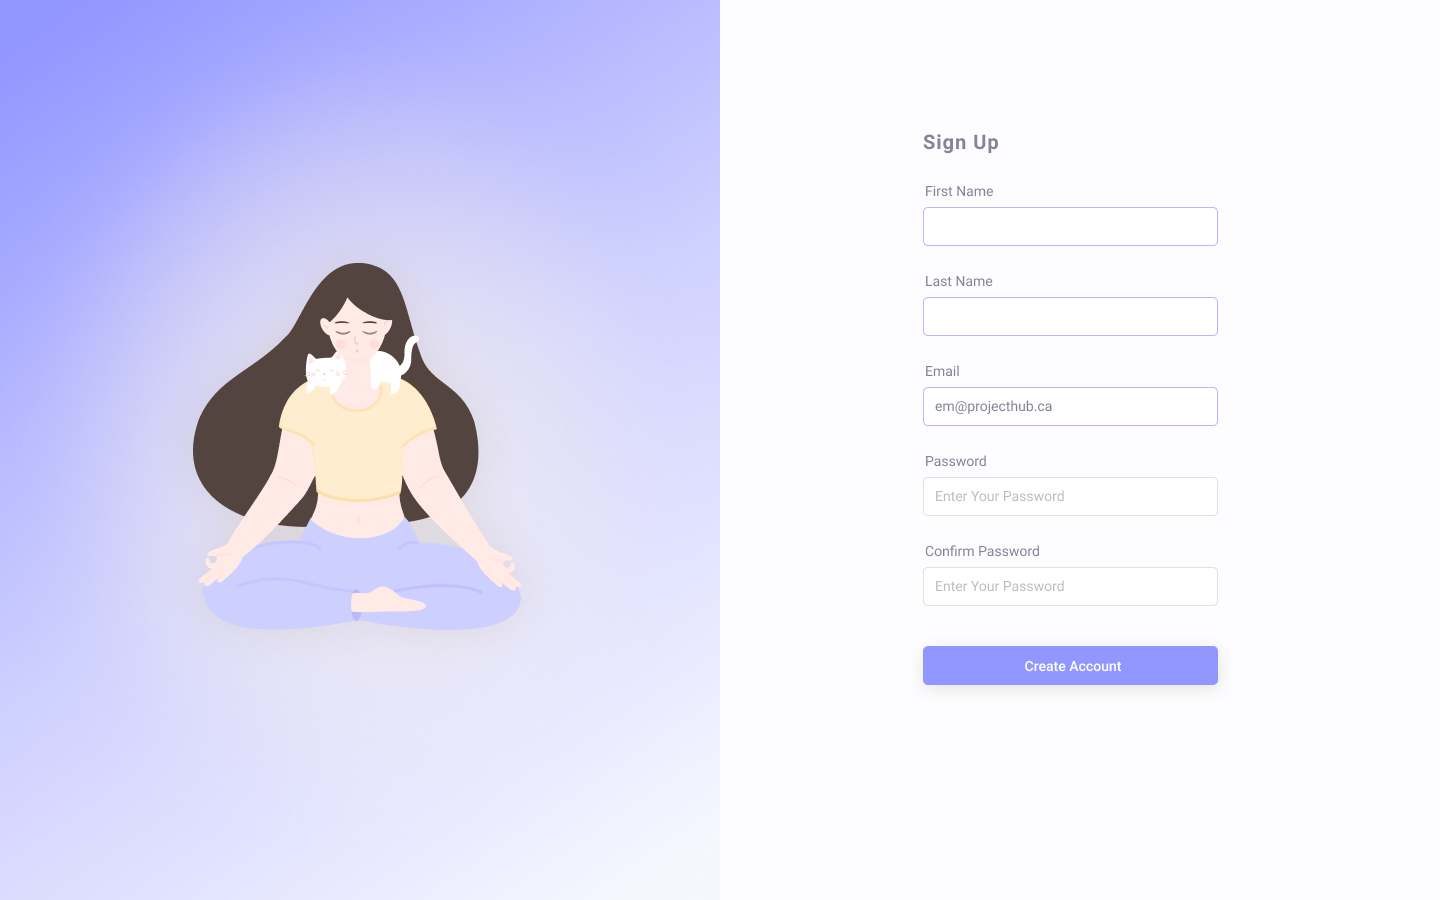 Sign Up
First Name
Last Name
Email
em@projecthub.ca
Password
Enter Your Password
Confirm Password
Enter Your Password
Create Account